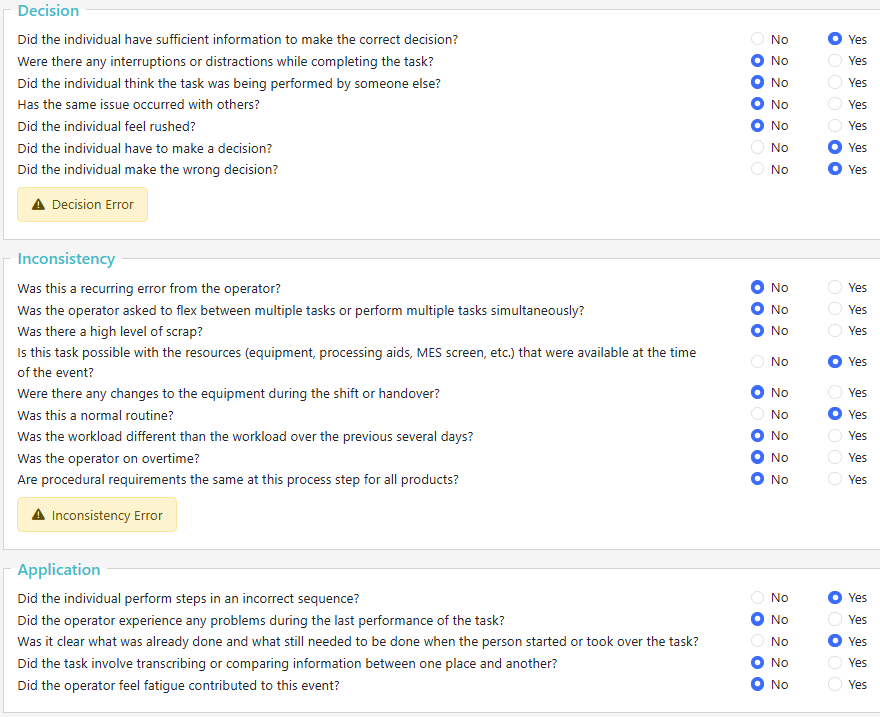 Decision
Did the individual have sufficient information to make the correct decision? No Yes
Were there any interruptions or distractions while completing the task? No Yes
Did the individual think the task was being performed by someone else? No Yes
Has the same issue occurred with others? No Yes
Did the individual feel rushed? No Yes
Did the individual have to make a decision? No Yes
Did the individual make the wrong decision? No Yes
Decision Error
Inconsistency
Was this a recurring error from the operator? No Yes
Was the operator asked to flex between multiple tasks or perform multiple tasks simultaneously? No Yes
Was there a high level of scrap? No Yes
Is this task possible with the resources (equipment, processing aids, MES screen, etc.) that were available at the time
of the event? No Yes
Were there any changes to the equipment during the shift or handover? No Yes
Was this a normal routine? No Yes
Was the workload different than the workload over the previous several days? No Yes
Was the operator on overtime? No Yes
Are procedural requirements the same at this process step for all products? No Yes
Inconsistency Error
Application
Did the individual perform steps in an incorrect sequence? No Yes
Did the operator experience any problems during the last performance of the task? No Yes
Was it clear what was already done and what still needed to be done when the person started or took over the task? No Yes
Did the task involve transcribing or comparing information between one place and another? No Yes
Did the operator feel fatigue contributed to this event? No Yes